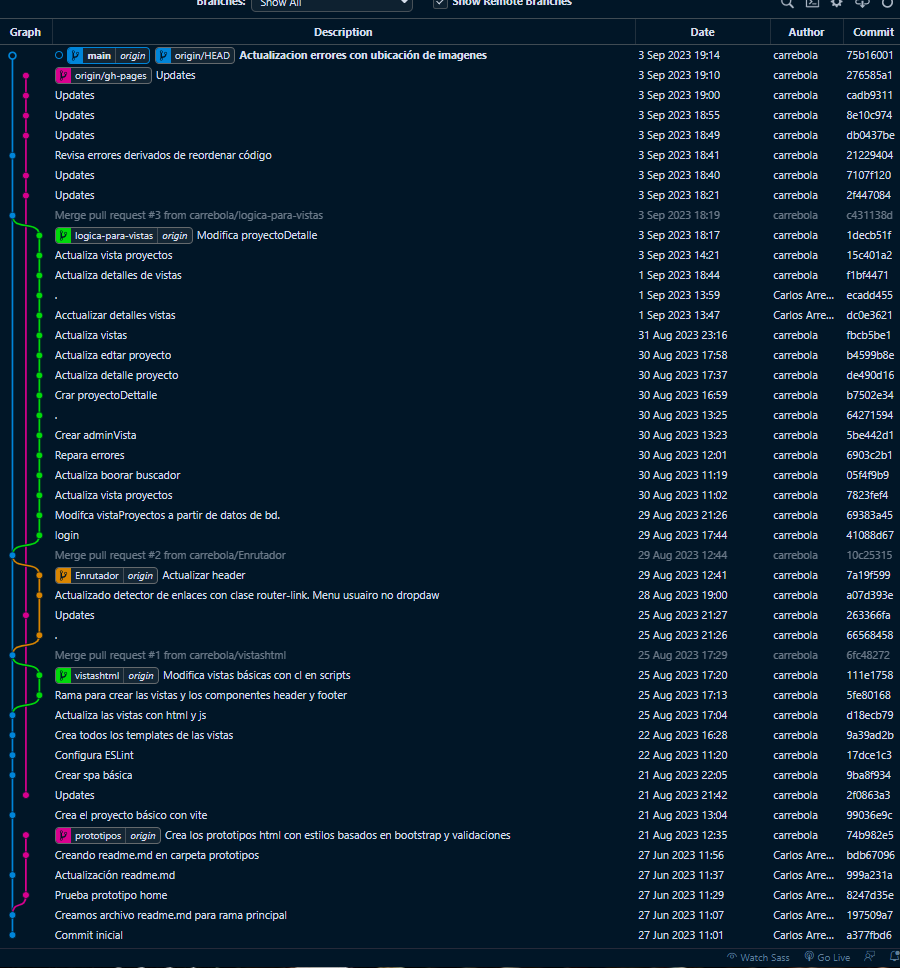 Branches: Show All Show Remote Branches
Graph Description Date Author Commit
main origin origin/HEAD Actualizacion errores con ubicación de imagenes 3 Sep 2023 19:14 carrebola 75b16001
origin/gh-pages Updates 3 Sep 2023 19:10 carrebola 276585a1
Updates 3 Sep 2023 19:00 carrebola cadb9311
Updates 3 Sep 2023 18:55 carrebola 8e10c974
Updates 3 Sep 2023 18:49 carrebola db0437be
Revisa errores derivados de reordenar código 3 Sep 2023 18:41 carrebola 21229404
Updates 3 Sep 2023 18:40 carrebola 7107f120
Updates 3 Sep 2023 18:21 carrebola 2f447084
Merge pull request #3 from carrebola/logica-para-vistas 3 Sep 2023 18:19 carrebola c431138d
logica-para-vistas origin Modifica proyectoDetalle 3 Sep 2023 18:17 carrebola 1decb51f
Actualiza vista proyectos 3 Sep 2023 14:21 carrebola 15c401a2
Actualiza detalles de vistas 1 Sep 2023 18:44 carrebola f1bf4471
. 1 Sep 2023 13:59 Carlos Arre... ecadd455
Acctualizar detalles vistas 1 Sep 2023 13:47 Carlos Arre... dc0e3621
Actualiza vistas 31 Aug 2023 23:16 carrebola fbcb5be1
Actualiza edtar proyecto 30 Aug 2023 17:58 carrebola b4599b8e
Actualiza detalle proyecto 30 Aug 2023 17:37 carrebola de490d16
Crar proyectoDettalle 30 Aug 2023 16:59 carrebola b7502e34
. 30 Aug 2023 13:25 carrebola 64271594
Crear adminVista 30 Aug 2023 13:23 carrebola 5be442d1
Repara errores 30 Aug 2023 12:01 carrebola 6903c2b1
Actualiza boorar buscador 30 Aug 2023 11:19 carrebola 05f4f9b9
Actualiza vista proyectos 30 Aug 2023 11:02 carrebola 7823fef4
Modifca vistaProyectos a partir de datos de bd. 29 Aug 2023 21:26 carrebola 69383a45
login 29 Aug 2023 17:44 carrebola 41088d67
Merge pull request #2 from carrebola/Enrutador 29 Aug 2023 12:44 carrebola 10c25315
Enrutador origin Actualizar header 29 Aug 2023 12:41 carrebola 7a19f599
Actualizado detector de enlaces con clase router-link. Menu usuairo no dropdaw 28 Aug 2023 19:00 carrebola a07d393e
Updates 25 Aug 2023 21:27 carrebola 263366fa
. 25 Aug 2023 21:26 carrebola 66568458
Merge pull request #1 from carrebola/vistashtml 25 Aug 2023 17:29 carrebola 6fc48272
vistashtml origin Modifica vistas básicas con cl en scripts 25 Aug 2023 17:20 carrebola 111e1758
Rama para crear las vistas y los componentes header y footer 25 Aug 2023 17:13 carrebola 5fe80168
Actualiza las vistas con html y js 25 Aug 2023 17:04 carrebola d18ecb79
Crea todos los templates de las vistas 22 Aug 2023 16:28 carrebola 9a39ad2b
Configura ESLint 22 Aug 2023 11:20 carrebola 17dce1c3
Crear spa básica 21 Aug 2023 22:05 carrebola 9ba8f934
Updates 21 Aug 2023 21:42 carrebola 2f0863a3
Crea el proyecto básico con vite 21 Aug 2023 13:04 carrebola 99036e9c
prototipos origin Crea los prototipos html con estilos basados en bootstrap y validaciones 21 Aug 2023 12:35 carrebola 74b982e5
Creando readme.md en carpeta prototipos 27 Jun 2023 11:56 Carlos Arre... bdb67096
Actualización readme.md 27 Jun 2023 11:37 Carlos Arre... 999a231a
Prueba prototipo home 27 Jun 2023 11:29 Carlos Arre... 8247d35e
Creamos archivo readme.md para rama principal 27 Jun 2023 11:07 Carlos Arre... 197509a7
Commit inicial 27 Jun 2023 11:01 Carlos Arre... a377fbd6
Watch Sass Go Live